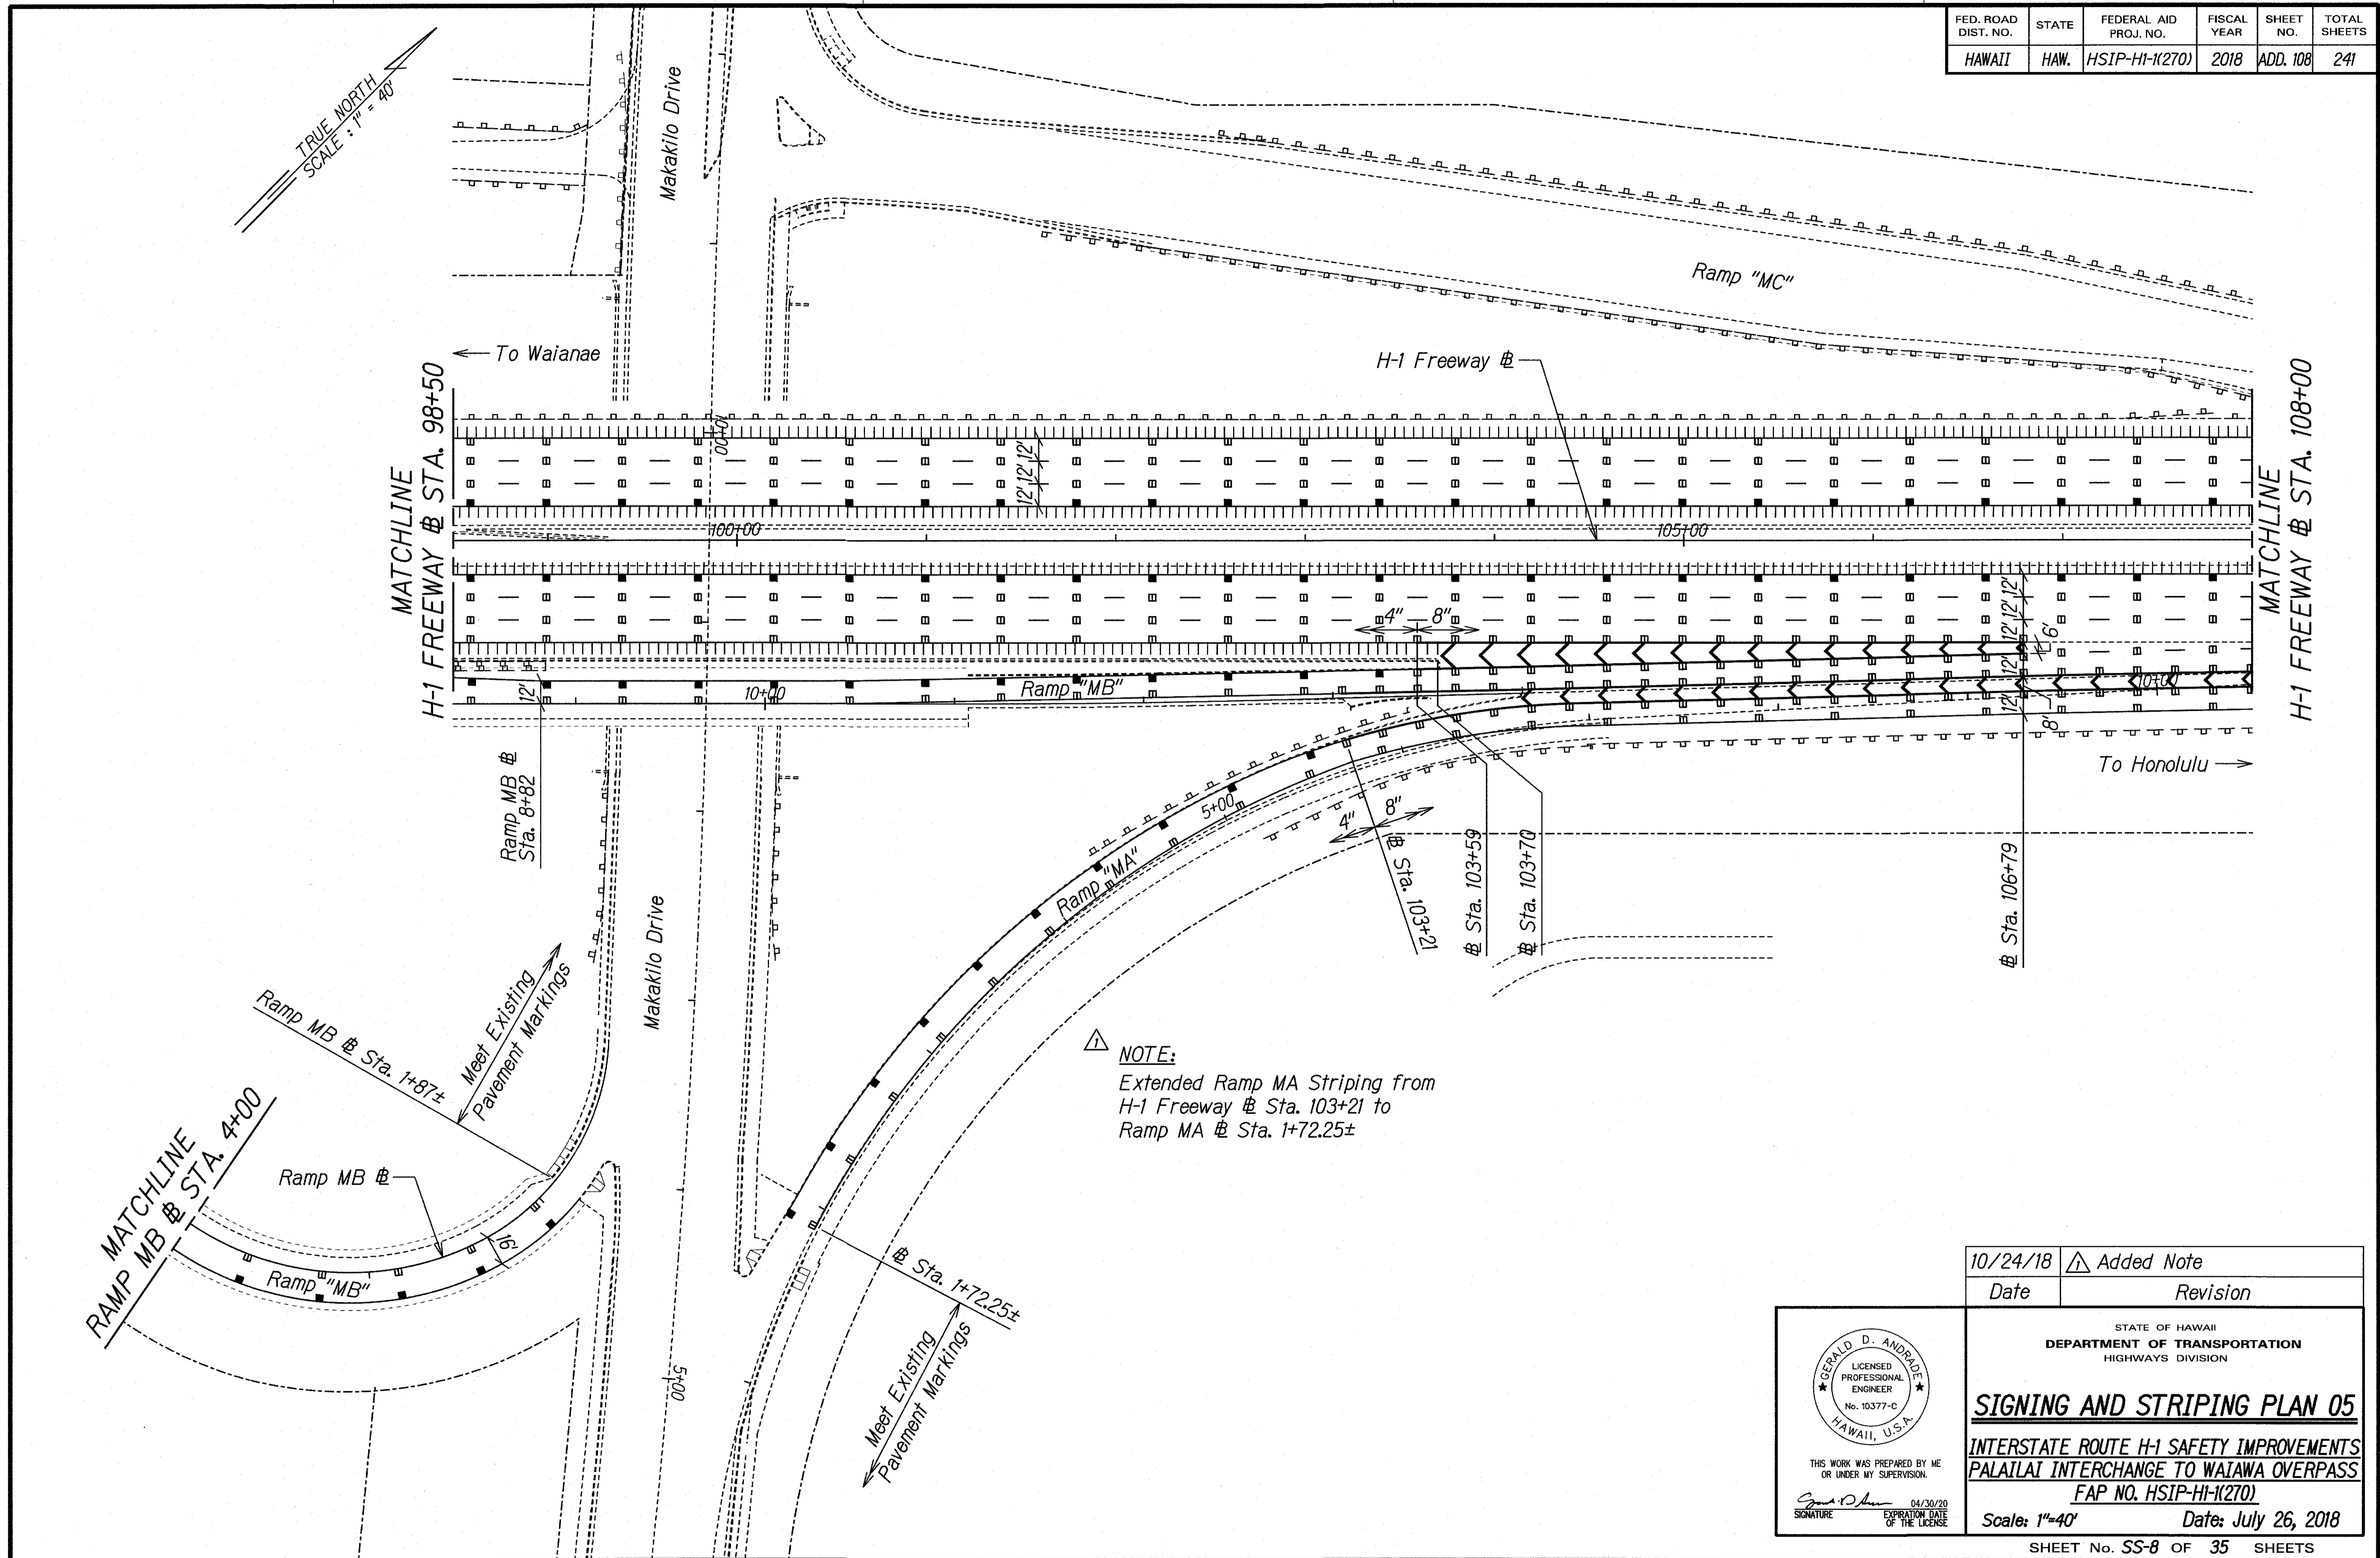 FED. ROAD DIST. NO.
STATE
FEDERAL AID PROJ. NO.
FISCAL YEAR
SHEET NO.
TOTAL SHEETS
HAWAII
HAW.
HSIP-H1-1(270)
2018
ADD. 108
241
TRUE NORTH
SCALE : 1" = 40'
Makakilo Drive
Ramp "MC"
To Waianae
H-1 Freeway ℄
MATCHLINE
H-1 FREEWAY ℄ STA. 98+50
10+00
12' 12' 12'
100+00
105+00
MATCHLINE
H-1 FREEWAY ℄ STA. 108+00
4" 8"
12' 12' 12' 12' 12'
6'
8'
12'
10+00
Ramp "MB"
10+00
Ramp MB ℄
Sta. 8+82
To Honolulu
5+00
4" 8"
Ramp "MA"
℄ Sta. 103+21
℄ Sta. 103+59
℄ Sta. 103+70
℄ Sta. 106+79
Makakilo Drive
Ramp MB ℄ Sta. 1+87±
Meet Existing
Pavement Markings
1
NOTE:
Extended Ramp MA Striping from
H-1 Freeway ℄ Sta. 103+21 to
Ramp MA ℄ Sta. 1+72.25±
MATCHLINE
RAMP MB ℄ STA. 4+00
Ramp MB ℄
16'
Ramp "MB"
℄ Sta. 1+72.25±
Meet Existing
Pavement Markings
5+00
10/24/18
1 Added Note
Date
Revision
GERALD D. ANDRADE
LICENSED
PROFESSIONAL
ENGINEER
No. 10377-C
HAWAII, U.S.A.
THIS WORK WAS PREPARED BY ME
OR UNDER MY SUPERVISION.
04/30/20
SIGNATURE
EXPIRATION DATE
OF THE LICENSE
STATE OF HAWAII
DEPARTMENT OF TRANSPORTATION
HIGHWAYS DIVISION
SIGNING AND STRIPING PLAN 05
INTERSTATE ROUTE H-1 SAFETY IMPROVEMENTS
PALAILAI INTERCHANGE TO WAIAWA OVERPASS
FAP NO. HSIP-H1-1(270)
Scale: 1"=40'
Date: July 26, 2018
SHEET No. SS-8 OF 35 SHEETS